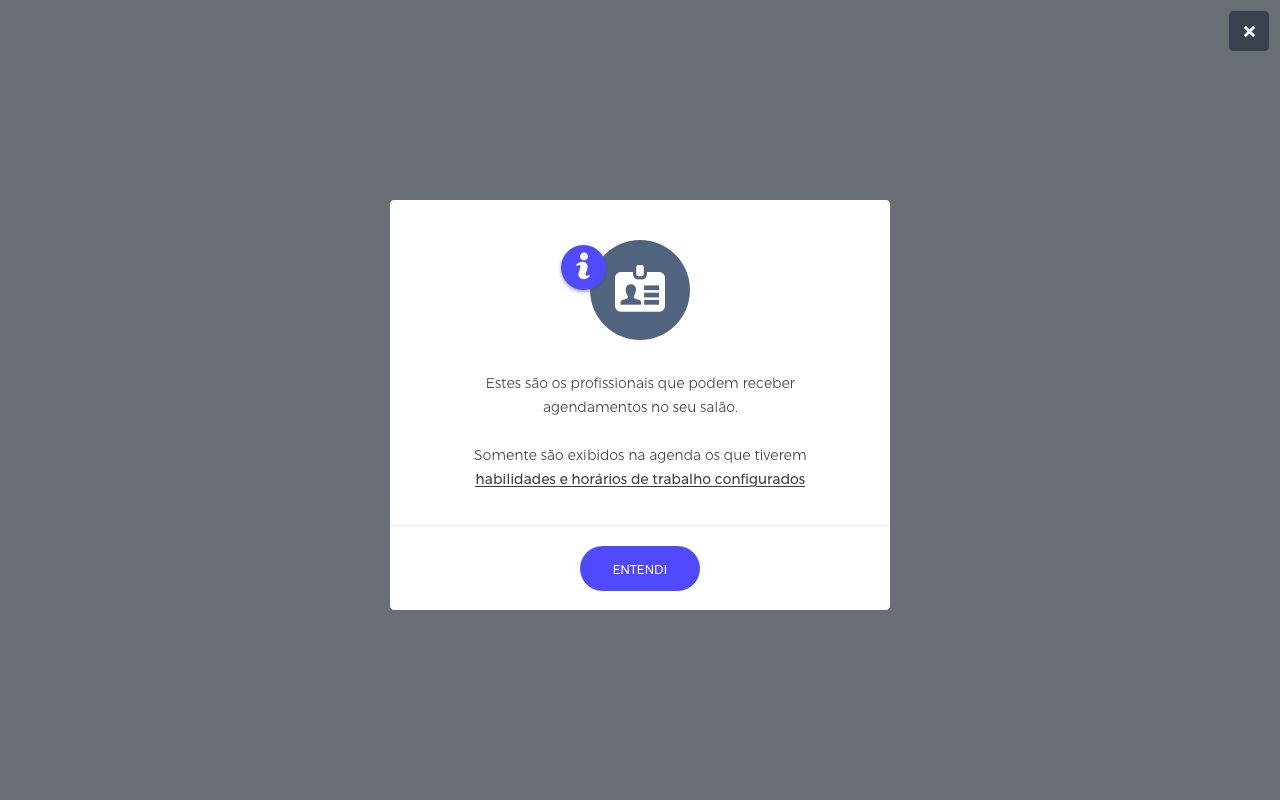 Estes são os profissionais que podem receber
agendamentos no seu salão.
Somente são exibidos na agenda os que tiverem
habilidades e horários de trabalho configurados
ENTENDI